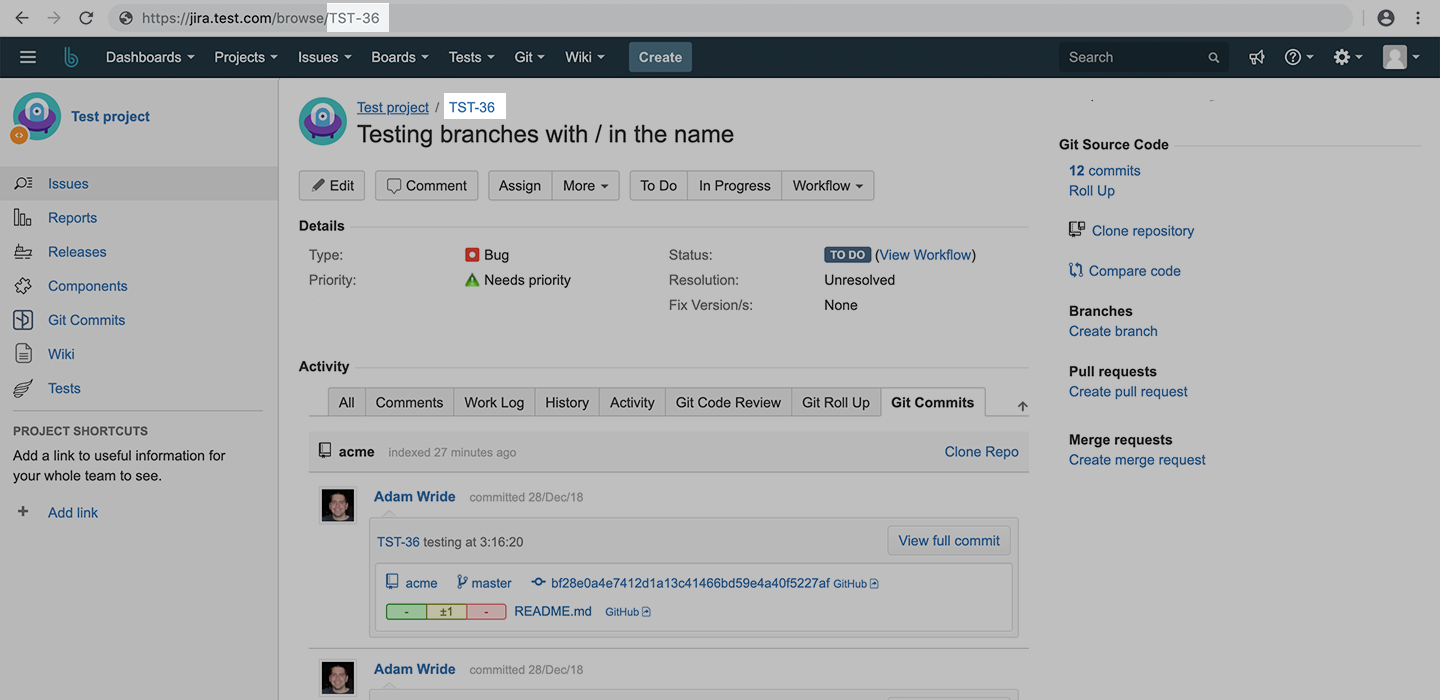 https://jira.test.com/browse/TST-36
Dashboards Projects Issues Boards Tests Git Wiki Create Search
Test project
Issues
Reports
Releases
Components
Git Commits
Wiki
Tests
PROJECT SHORTCUTS
Add a link to useful information for
your whole team to see.
+ Add link
Test project / TST-36
Testing branches with / in the name
Edit Comment Assign More To Do In Progress Workflow
Details
Type: Bug Status: TO DO (View Workflow)
Priority: Needs priority Resolution: Unresolved
Fix Version/s: None
Activity
All Comments Work Log History Activity Git Code Review Git Roll Up Git Commits
acme indexed 27 minutes ago Clone Repo
Adam Wride committed 28/Dec/18
TST-36 testing at 3:16:20 View full commit
acme master bf28e0a4e7412d1a13c41466bd59e4a40f5227af GitHub
- ±1 - README.md GitHub
Adam Wride committed 28/Dec/18
Git Source Code
12 commits
Roll Up
Clone repository
Compare code
Branches
Create branch
Pull requests
Create pull request
Merge requests
Create merge request